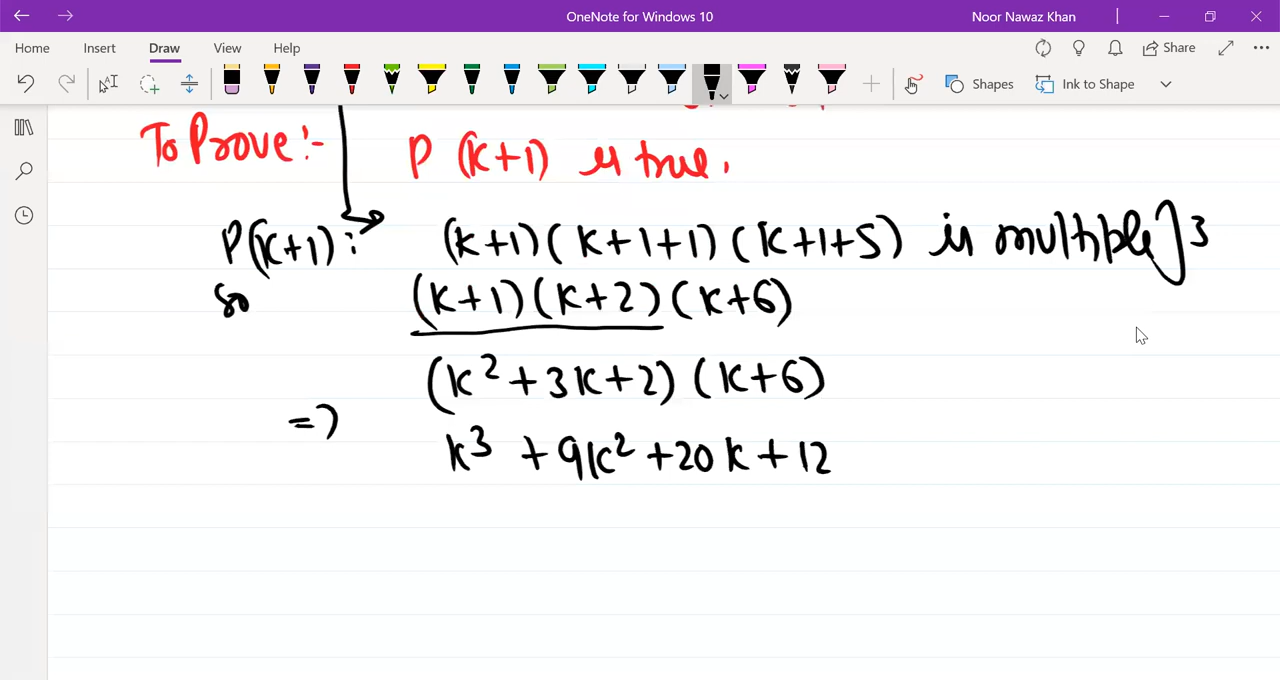 OneNote for Windows 10
Noor Nawaz Khan
Home Insert Draw View Help
Share
Shapes
Ink to Shape
To Prove :- P (K+1) is true.
P(K+1) : (K+1)(K+1+1)(K+1+5) is multiple of 3
so (K+1)(K+2)(K+6)
(K²+3K+2)(K+6)
=> K³+9K²+20K+12